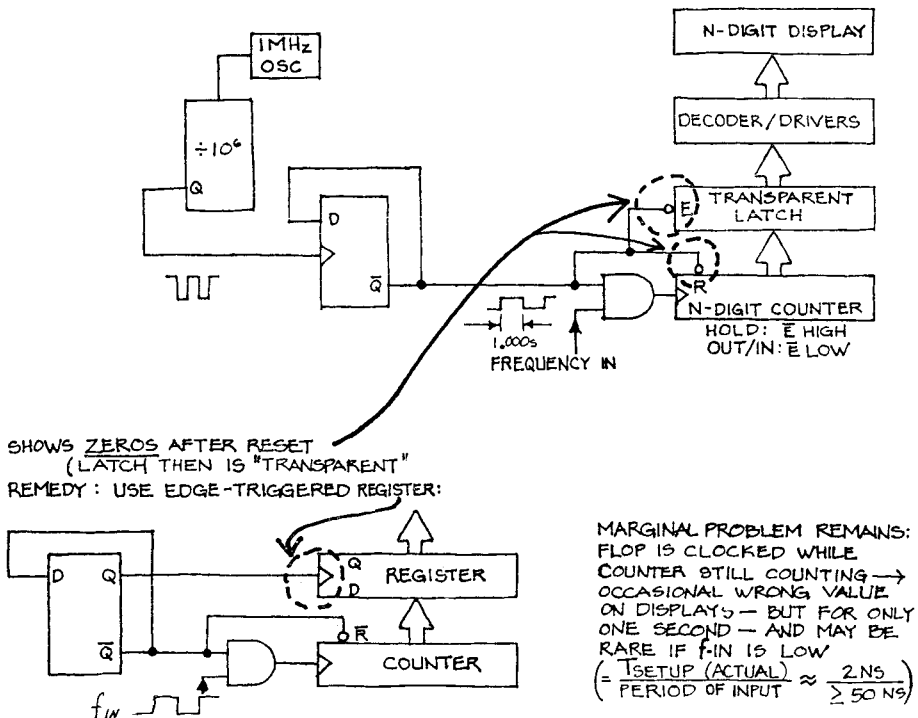 1MHz
OSC
÷10⁶
Q
D
Q̅
N-DIGIT DISPLAY
DECODER/DRIVERS
TRANSPARENT
LATCH
E
R
N-DIGIT COUNTER
HOLD: E̅ HIGH
OUT/IN: E̅ LOW
1.000s
FREQUENCY IN
SHOWS ZEROS AFTER RESET
(LATCH THEN IS "TRANSPARENT"
REMEDY: USE EDGE-TRIGGERED REGISTER:
D Q
Q̅
Q
D
REGISTER
R̅
COUNTER
fIN
MARGINAL PROBLEM REMAINS:
FLOP IS CLOCKED WHILE
COUNTER STILL COUNTING →
OCCASIONAL WRONG VALUE
ON DISPLAYS — BUT FOR ONLY
ONE SECOND — AND MAY BE
RARE IF f-IN IS LOW
(= TSETUP (ACTUAL) / PERIOD OF INPUT ≈ 2NS / ≥ 50 NS)